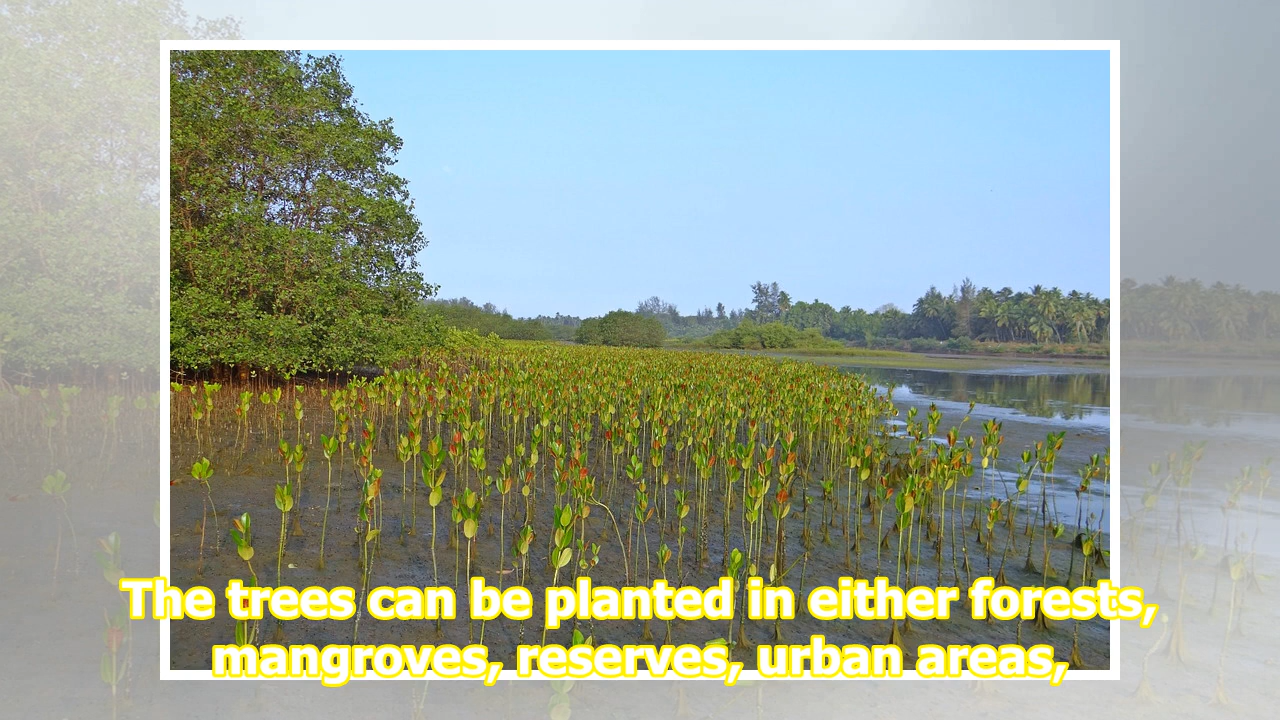 The trees can be planted in either forests,
mangroves, reserves, urban areas,